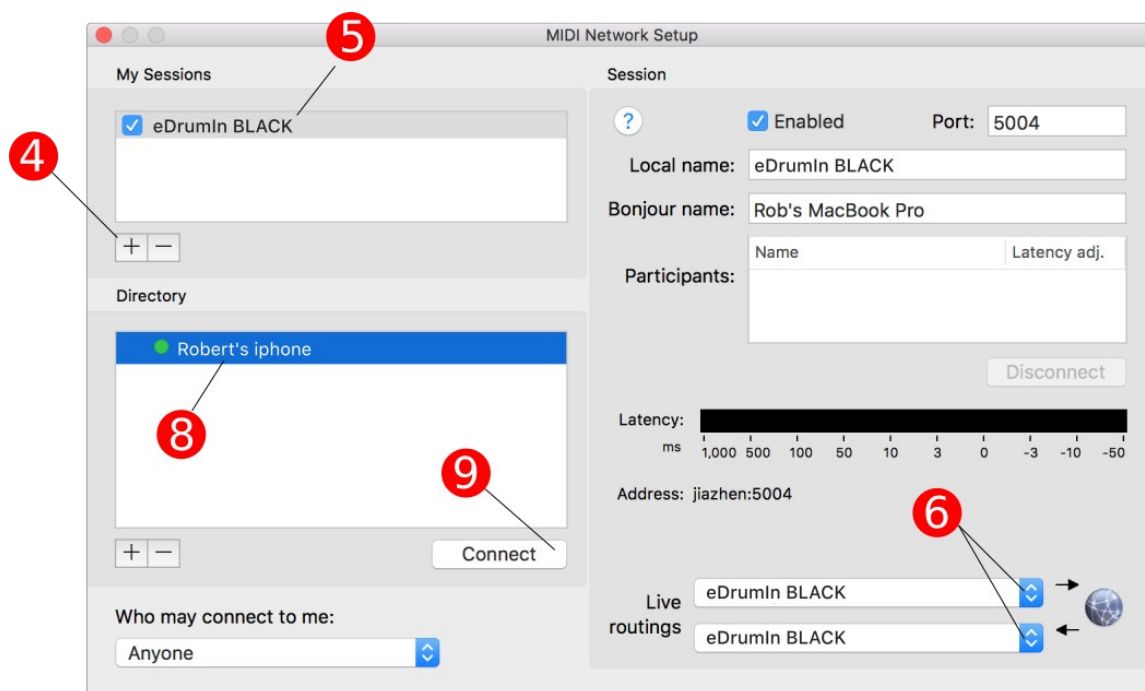 MIDI Network Setup
5
My Sessions
eDrumIn BLACK
4
+ −
Directory
Robert's iphone
8
9
+ −
Connect
Who may connect to me:
Anyone
Session
?
Enabled
Port: 5004
Local name: eDrumIn BLACK
Bonjour name: Rob's MacBook Pro
Participants:
Name Latency adj.
Disconnect
Latency:
ms 1,000 500 100 50 10 3 0 -3 -10 -50
Address: jiazhen:5004
6
Live
routings
eDrumIn BLACK
eDrumIn BLACK